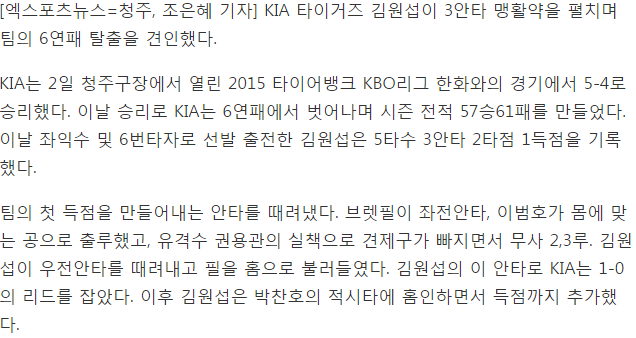 [엑스포츠뉴스=청주, 조은혜 기자] KIA 타이거즈 김원섭이 3안타 맹활약을 펼치며
팀의 6연패 탈출을 견인했다.
KIA는 2일 청주구장에서 열린 2015 타이어뱅크 KBO리그 한화와의 경기에서 5-4로
승리했다. 이날 승리로 KIA는 6연패에서 벗어나며 시즌 전적 57승61패를 만들었다.
이날 좌익수 및 6번타자로 선발 출전한 김원섭은 5타수 3안타 2타점 1득점을 기록
했다.
팀의 첫 득점을 만들어내는 안타를 때려냈다. 브렛필이 좌전안타, 이범호가 몸에 맞
는 공으로 출루했고, 유격수 권용관의 실책으로 견제구가 빠지면서 무사 2,3루. 김원
섭이 우전안타를 때려내고 필을 홈으로 불러들였다. 김원섭의 이 안타로 KIA는 1-0
의 리드를 잡았다. 이후 김원섭은 박찬호의 적시타에 홈인하면서 득점까지 추가했
다.